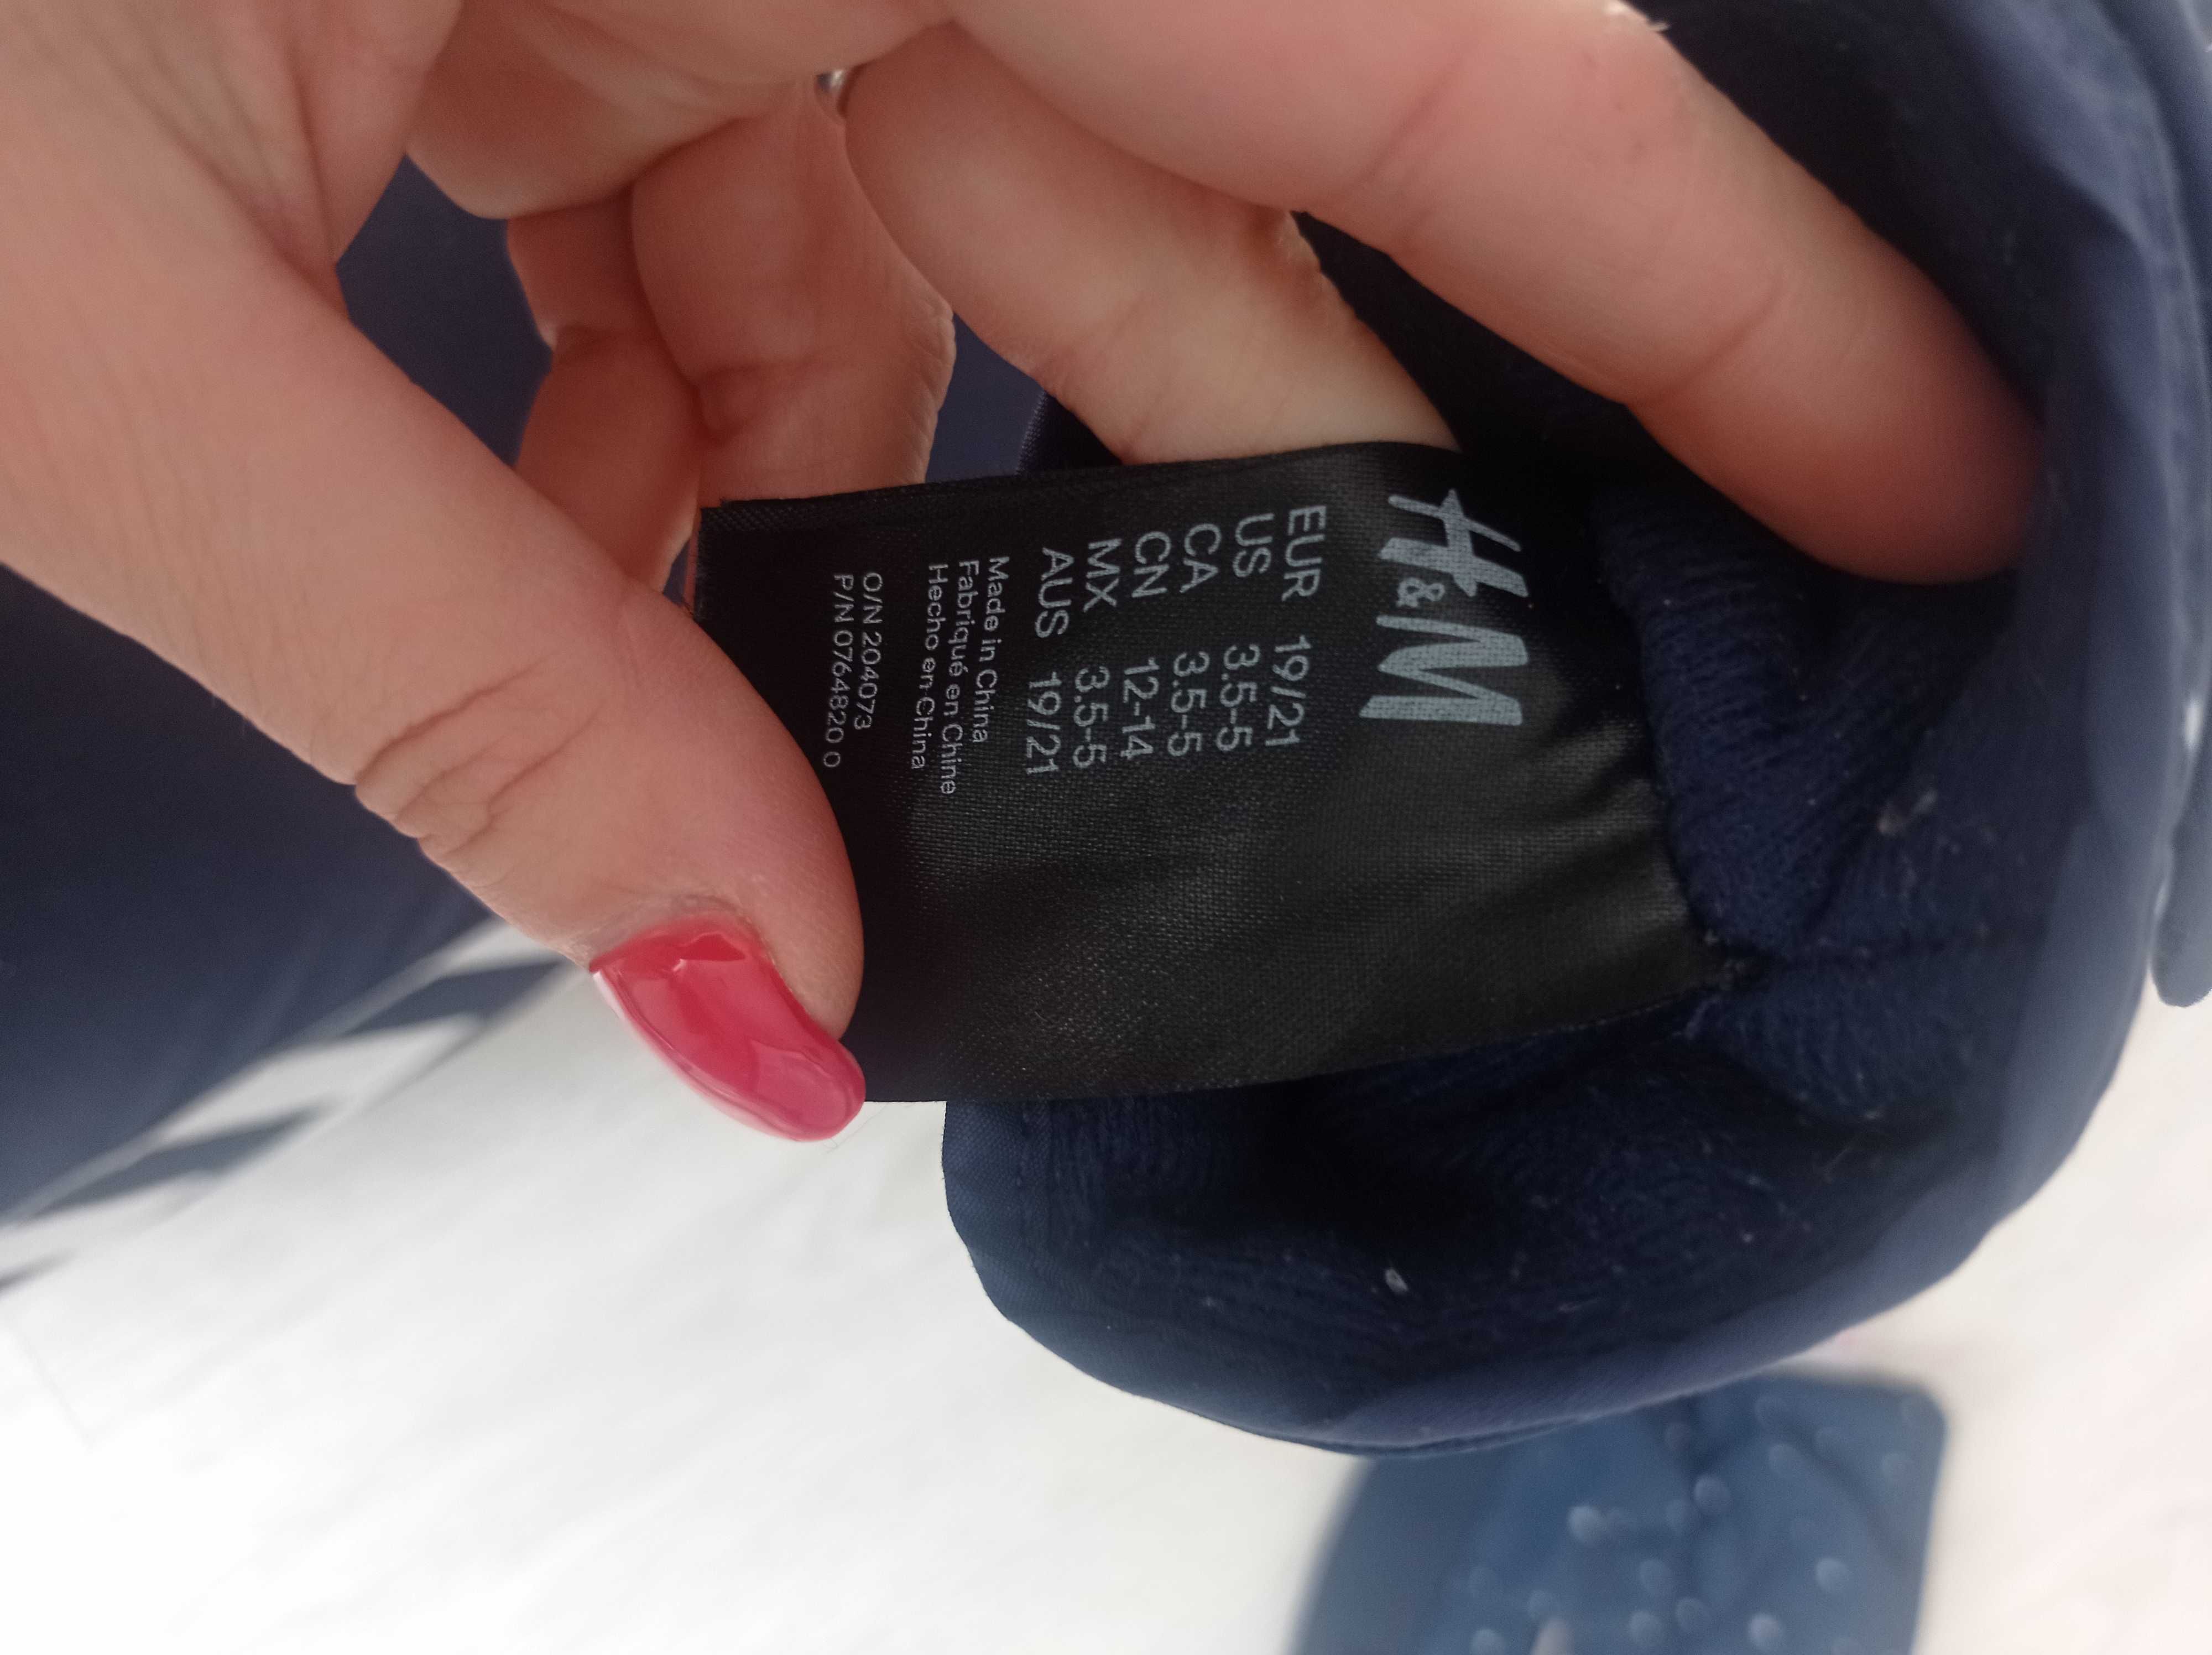 H&M
EUR 19/21
US 3.5-5
CA 3.5-5
CN 12-14
MX 3.5-5
AUS 19/21
Made in China
Fabriqué en Chine
Hecho en China
O/N 204073
P/N 0764820 0